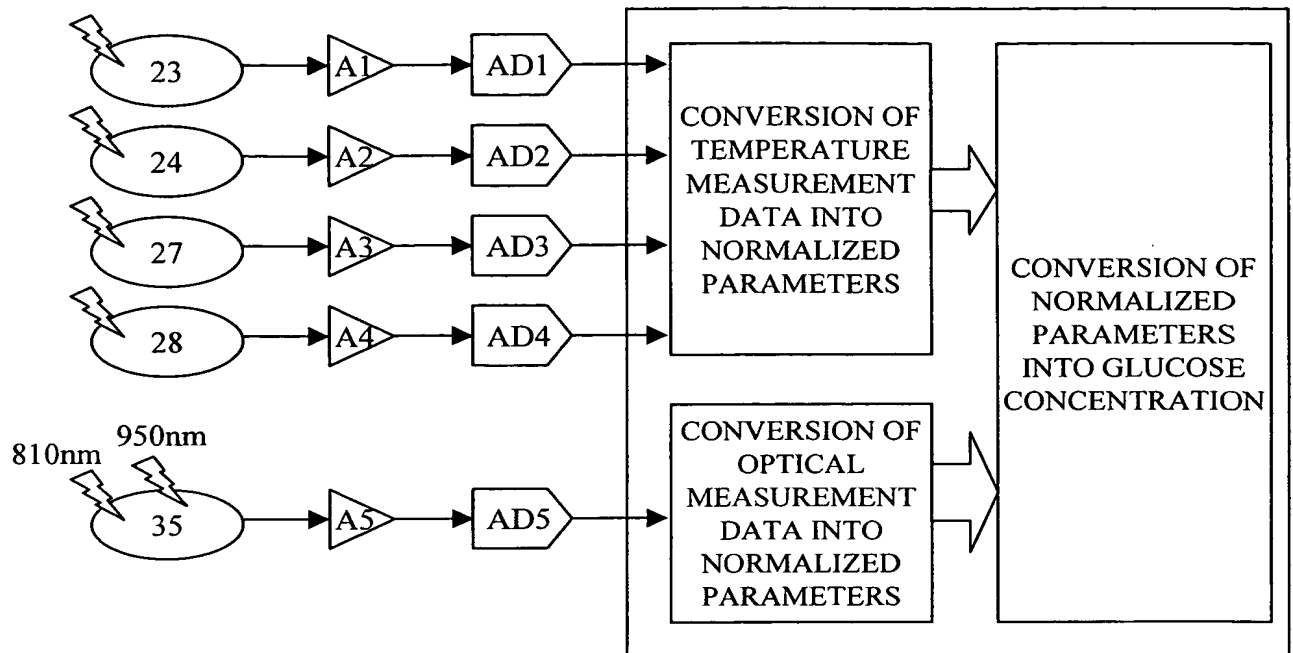 23 A1 AD1
24 A2 AD2
27 A3 AD3
28 A4 AD4
CONVERSION OF
TEMPERATURE
MEASUREMENT
DATA INTO
NORMALIZED
PARAMETERS
810nm 950nm
35 A5 AD5
CONVERSION OF
OPTICAL
MEASUREMENT
DATA INTO
NORMALIZED
PARAMETERS
CONVERSION OF
NORMALIZED
PARAMETERS
INTO GLUCOSE
CONCENTRATION